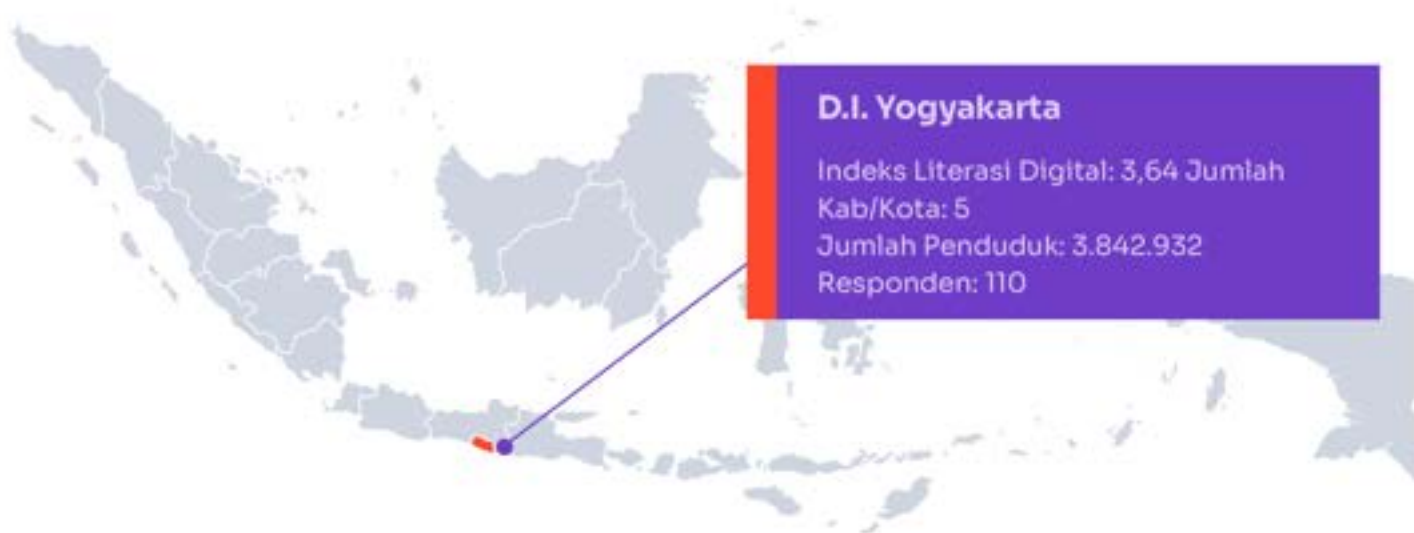 D.I. Yogyakarta
Indeks Literasi Digital: 3,64 Jumlah
Kab/Kota: 5
Jumlah Penduduk: 3.842.932
Responden: 110